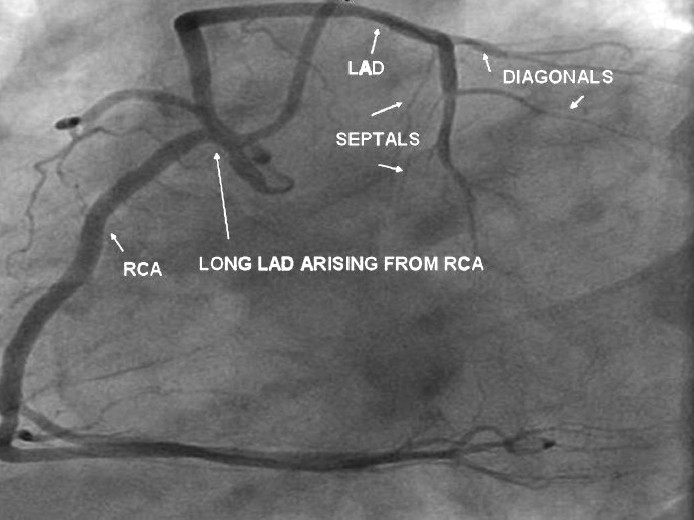 LAD
DIAGONALS
SEPTALS
LONG LAD ARISING FROM RCA
RCA